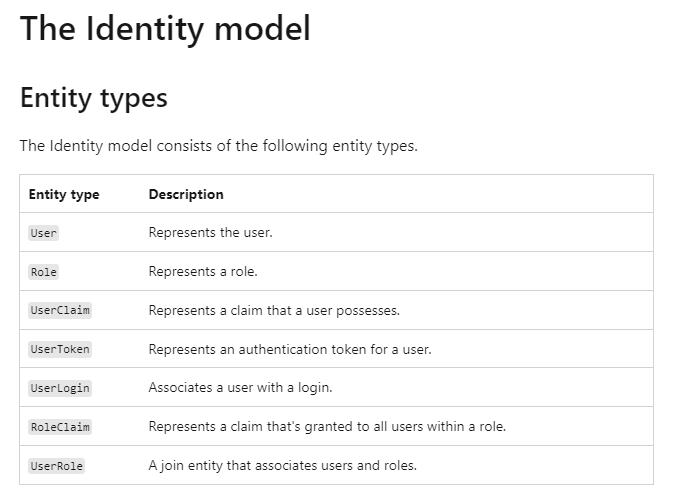 The Identity model
Entity types
The Identity model consists of the following entity types.
Entity type Description
User Represents the user.
Role Represents a role.
UserClaim Represents a claim that a user possesses.
UserToken Represents an authentication token for a user.
UserLogin Associates a user with a login.
RoleClaim Represents a claim that's granted to all users within a role.
UserRole A join entity that associates users and roles.